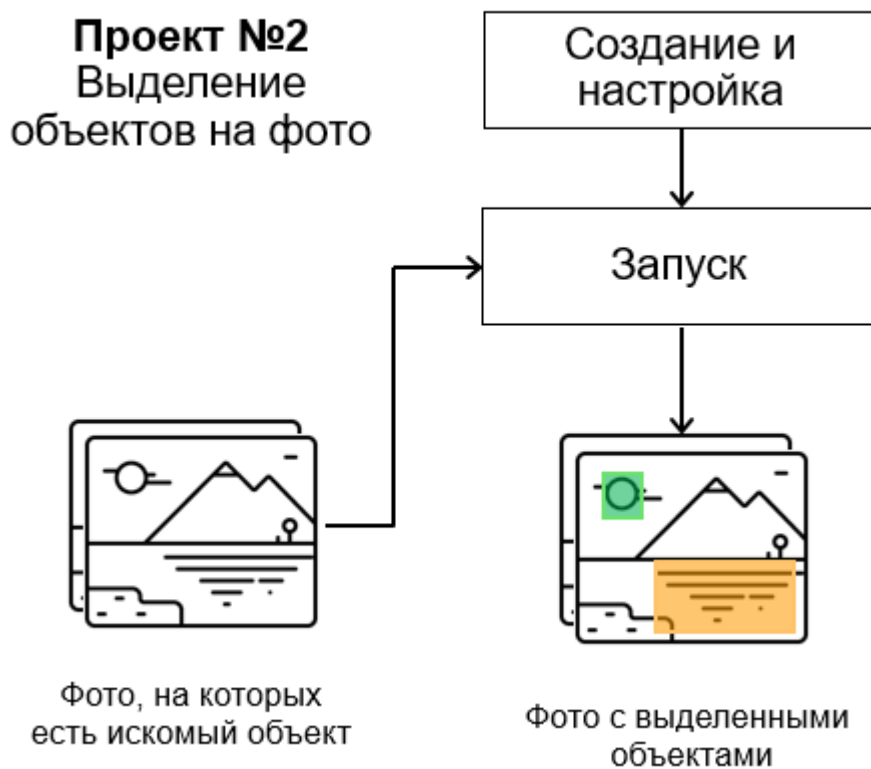 Проект №2
Выделение
объектов на фото
Создание и
настройка
Запуск
Фото, на которых
есть искомый объект
Фото с выделенными
объектами